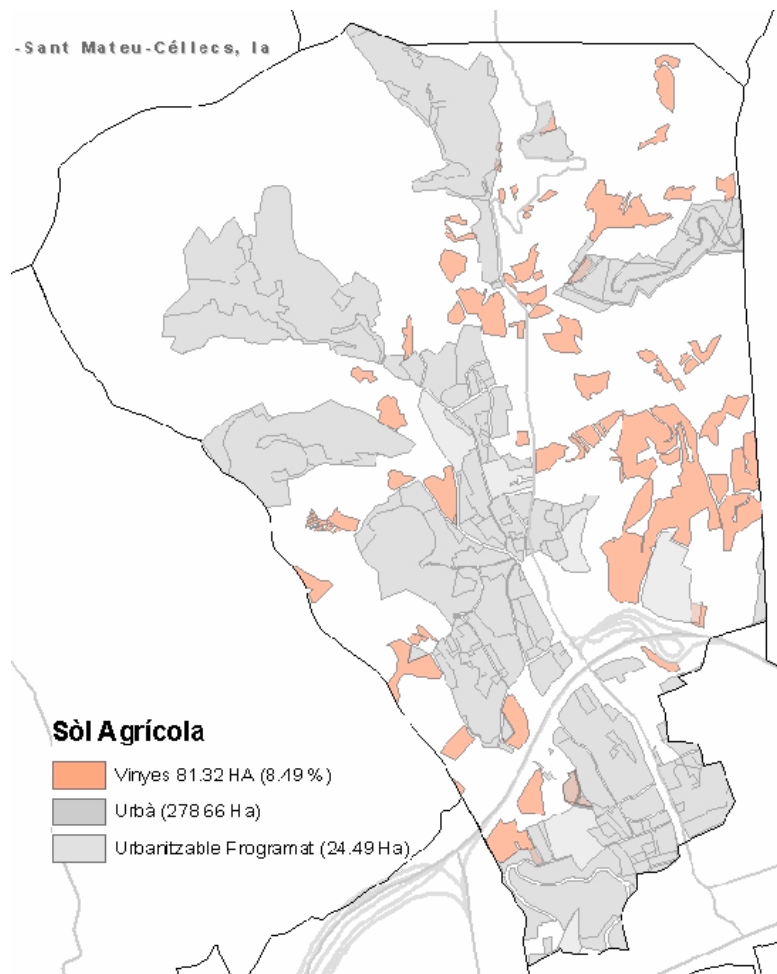 -Sant Mateu-Céllecs, la
Sòl Agrícola
Vinyes 81.32 HA (8.49 %)
Urbà (278 66 Ha)
Urbanitzable Frogramat (24.49 Ha)